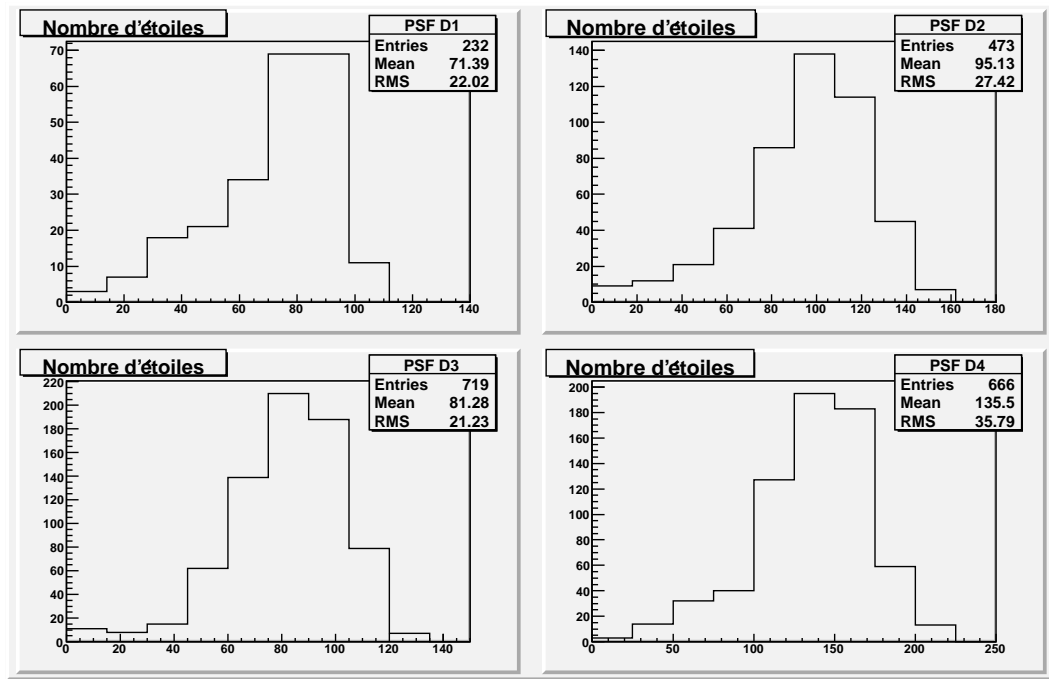 Nombre d'étoiles
PSF D1
Entries 232
Mean 71.39
RMS 22.02
70
60
50
40
30
20
10
0
0 20 40 60 80 100 120 140
Nombre d'étoiles
PSF D2
Entries 473
Mean 95.13
RMS 27.42
140
120
100
80
60
40
20
0
0 20 40 60 80 100 120 140 160 180
Nombre d'étoiles
PSF D3
Entries 719
Mean 81.28
RMS 21.23
220
200
180
160
140
120
100
80
60
40
20
0
0 20 40 60 80 100 120 140
Nombre d'étoiles
PSF D4
Entries 666
Mean 135.5
RMS 35.79
200
180
160
140
120
100
80
60
40
20
0
0 50 100 150 200 250